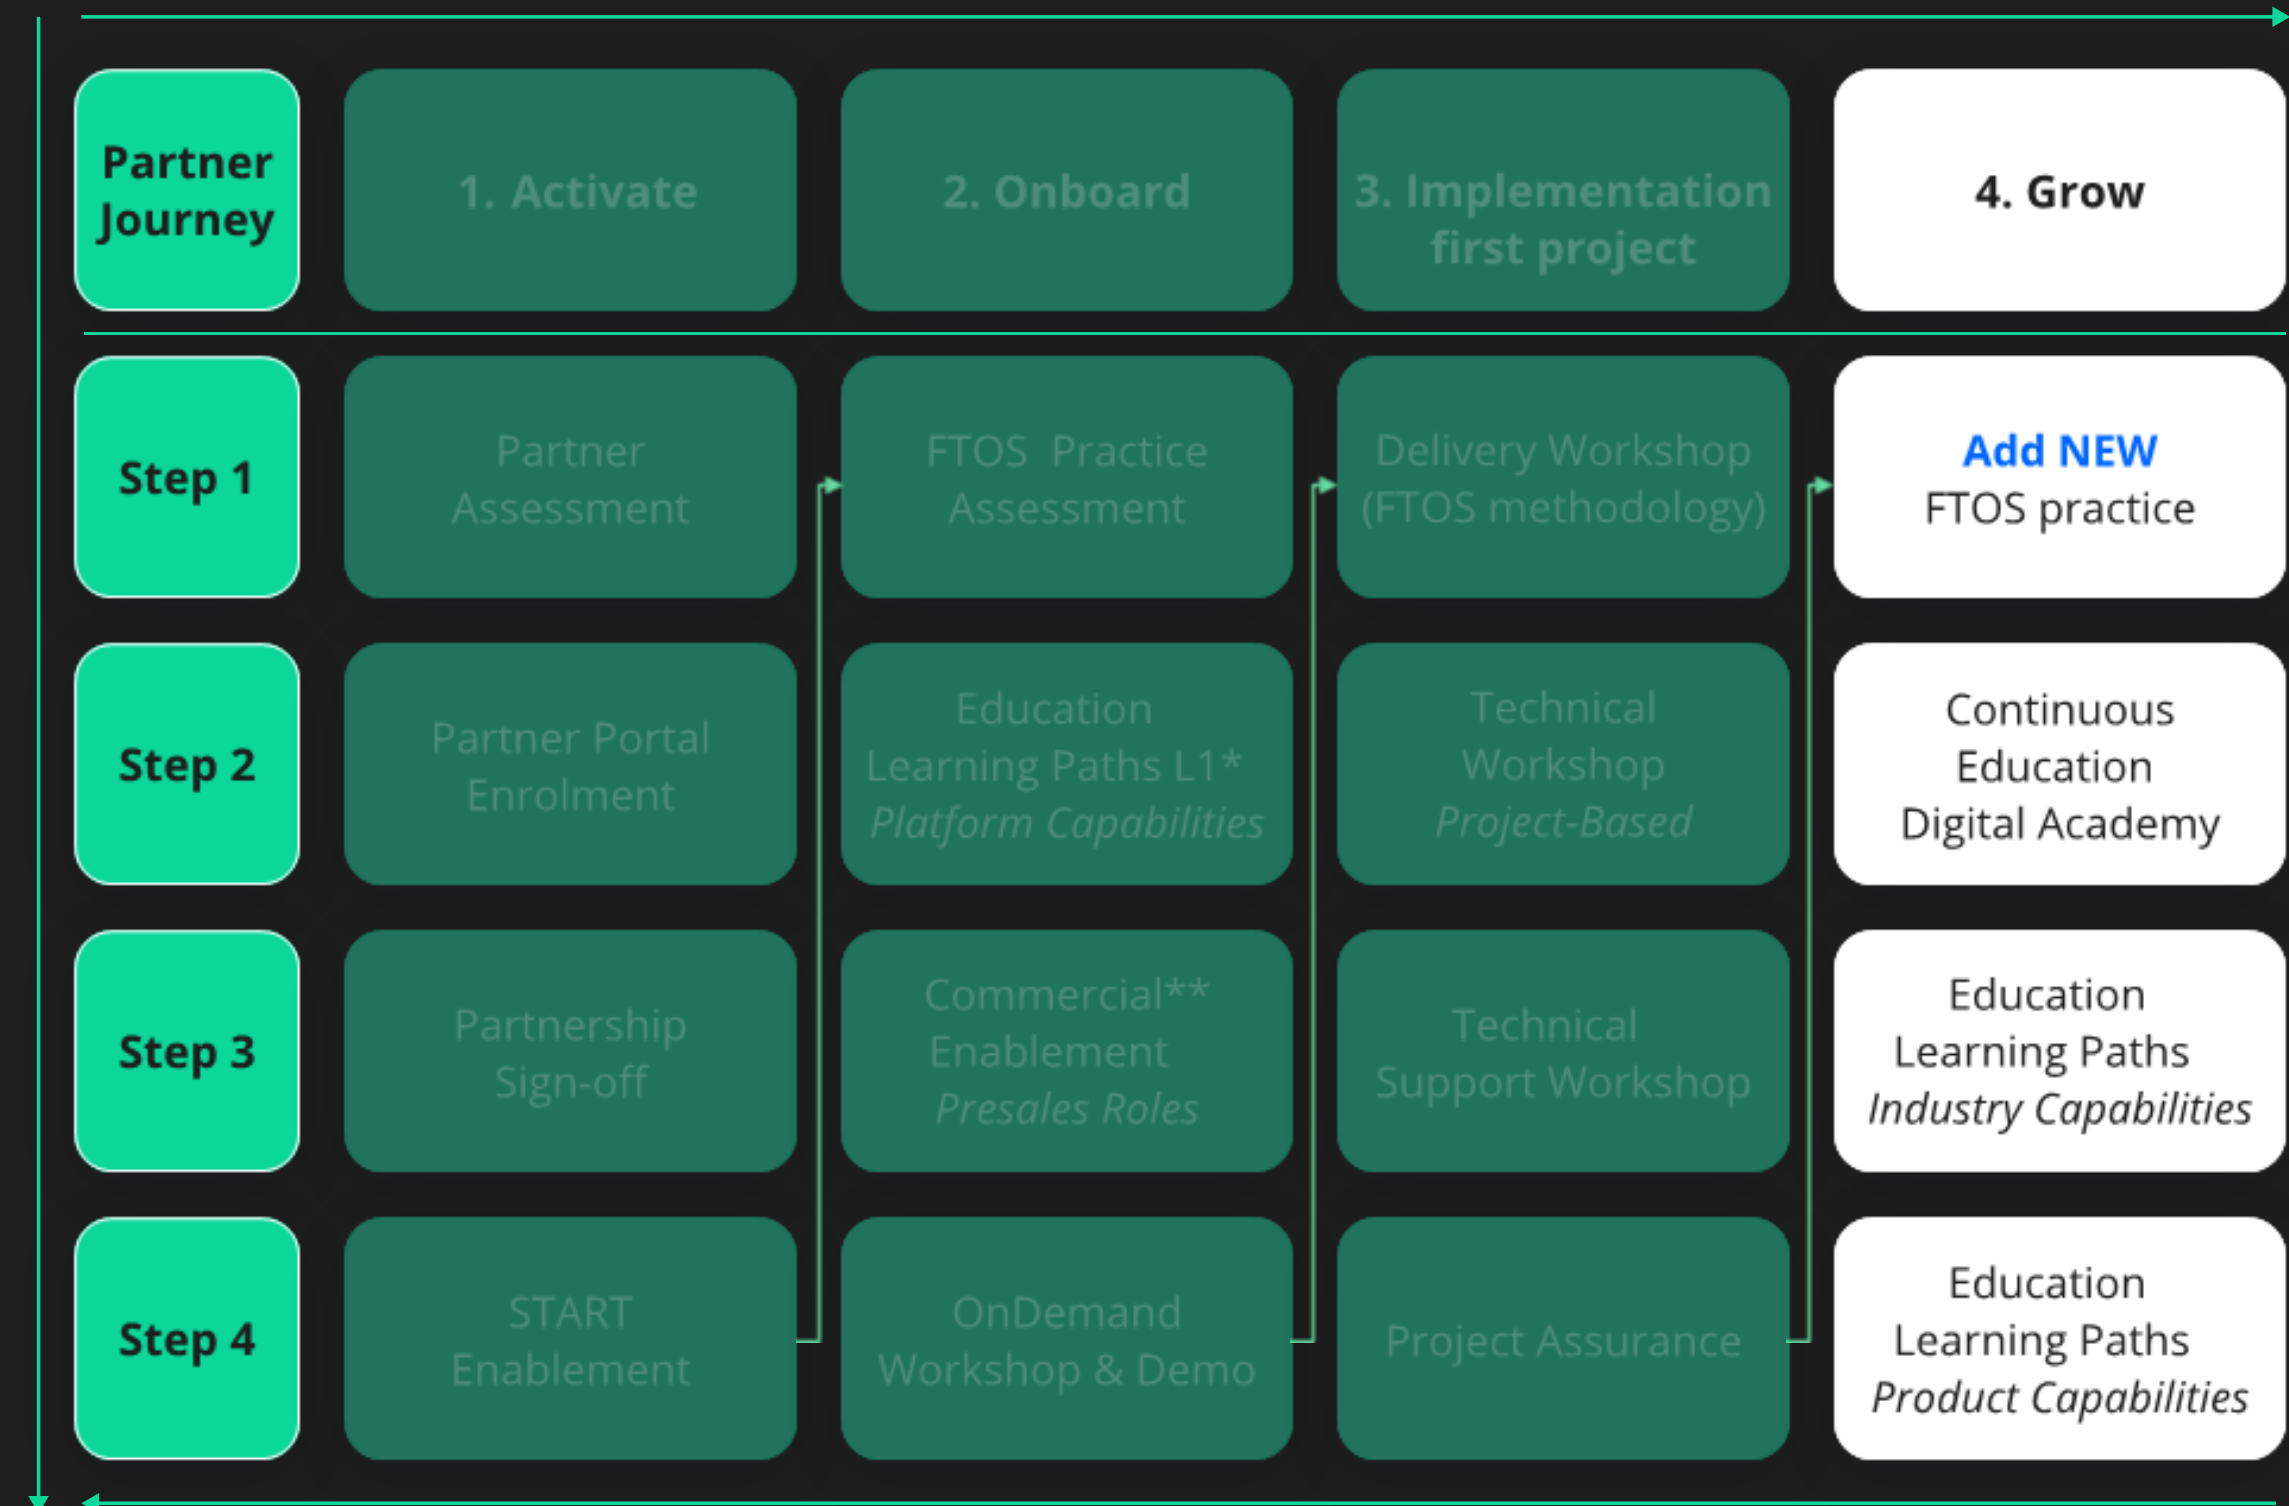 Partner
Journey
1. Activate
2. Onboard
3. Implementation
first project
4. Grow
Step 1
Partner
Assessment
FTOS  Practice
Assessment
Delivery Workshop
(FTOS methodology)
Add NEW
FTOS practice
Step 2
Partner Portal
Enrolment
Education
Learning Paths L1*
Platform Capabilities
Technical
Workshop
Project-Based
Continuous
Education
Digital Academy
Step 3
Partnership
Sign-off
Commercial**
Enablement
Presales Roles
Technical
Support Workshop
Education
Learning Paths
Industry Capabilities
Step 4
START
Enablement
OnDemand
Workshop & Demo
Project Assurance
Education
Learning Paths
Product Capabilities